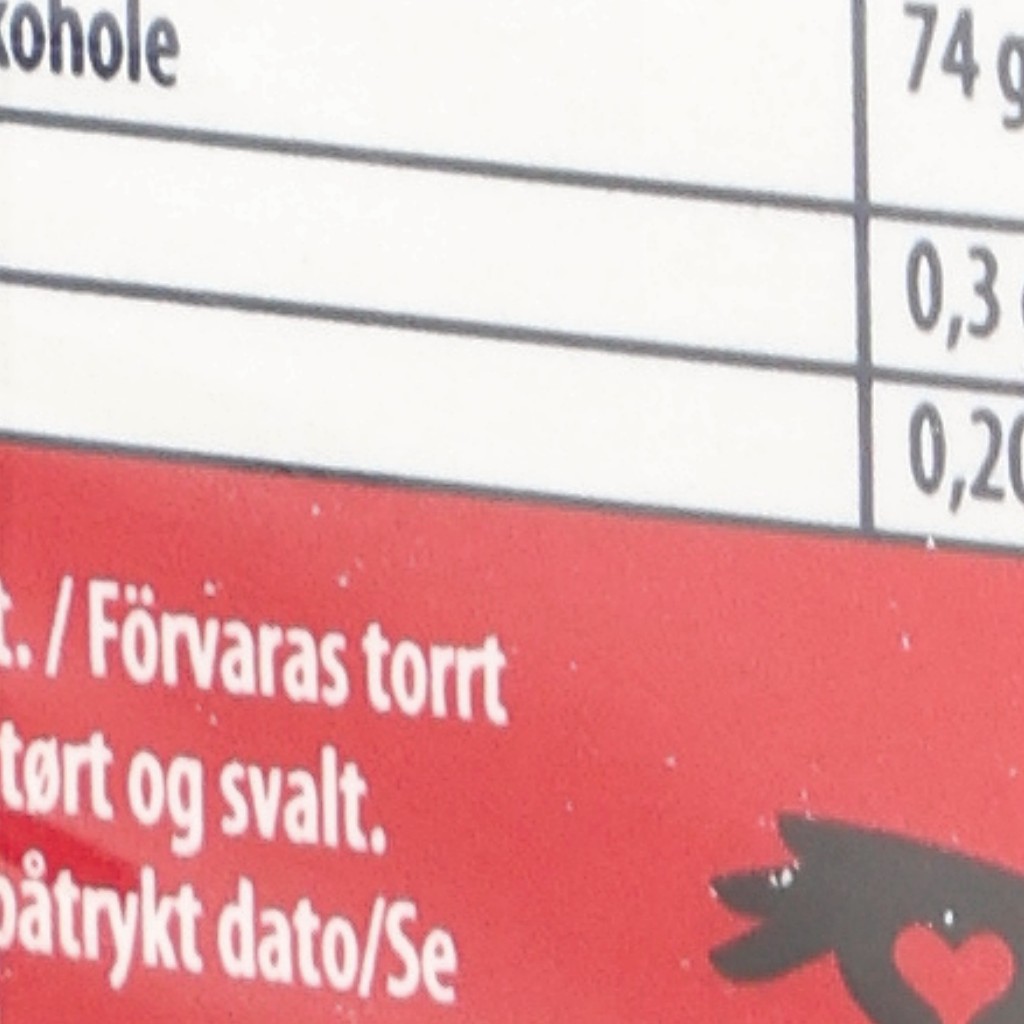 kohole 74 g
0,3
0,20
t. / Förvaras torrt
tørt og svalt.
påtrykt dato/Se